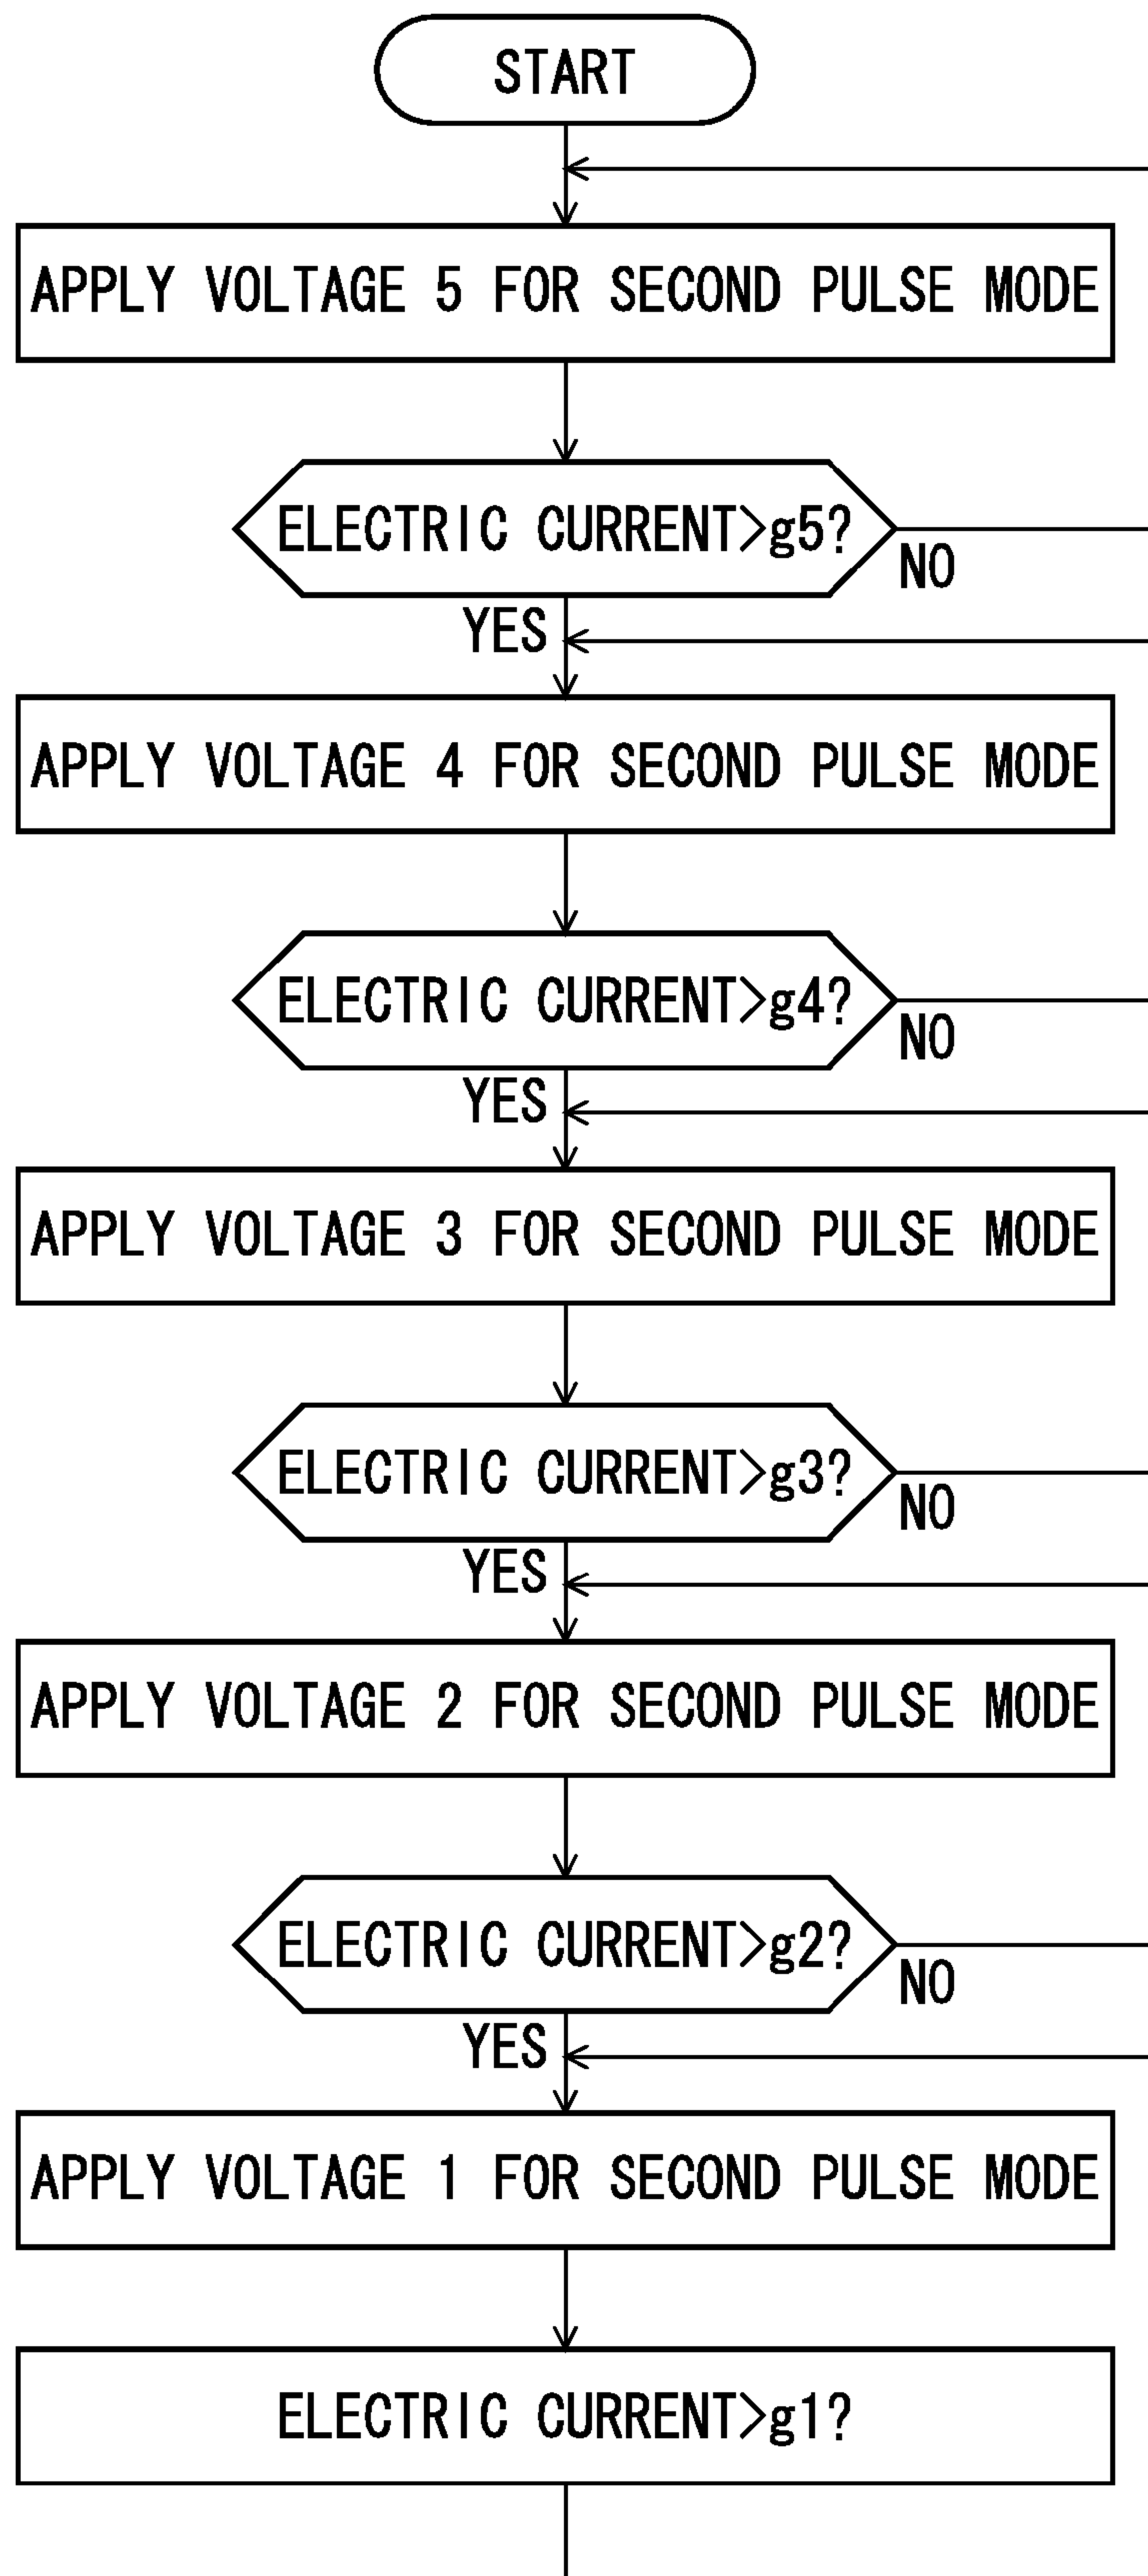 START
APPLY VOLTAGE 5 FOR SECOND PULSE MODE
ELECTRIC CURRENT>g5?
NO
YES
APPLY VOLTAGE 4 FOR SECOND PULSE MODE
ELECTRIC CURRENT>g4?
NO
YES
APPLY VOLTAGE 3 FOR SECOND PULSE MODE
ELECTRIC CURRENT>g3?
NO
YES
APPLY VOLTAGE 2 FOR SECOND PULSE MODE
ELECTRIC CURRENT>g2?
NO
YES
APPLY VOLTAGE 1 FOR SECOND PULSE MODE
ELECTRIC CURRENT>g1?